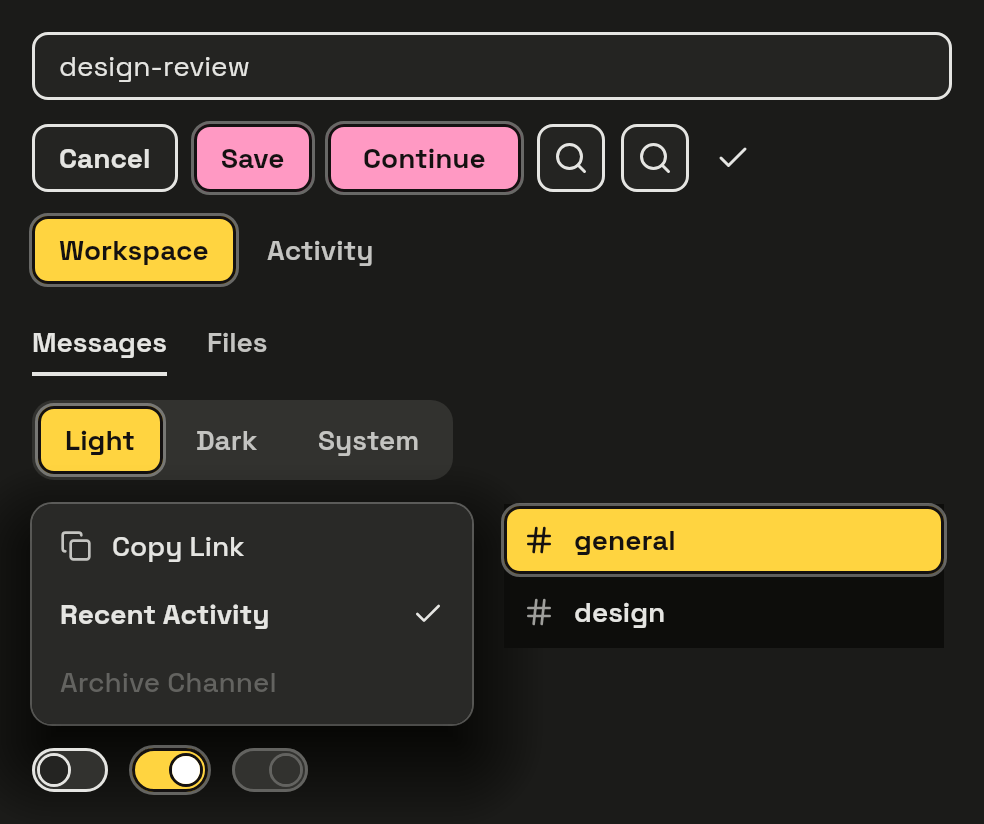 design-review
Cancel Save Continue
Workspace Activity
Messages Files
Light Dark System
Copy Link
Recent Activity
Archive Channel
# general
# design